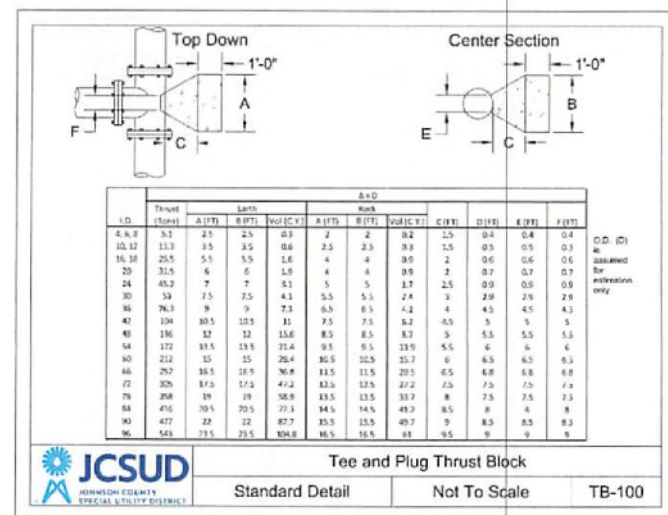 Top Down
Center Section
1'-0"
1'-0"
A
B
F
C
E
C
Δ = D
Thrust Earth Rock
I.D. (Tons) A (FT) B (FT) Vol (C.Y.) A (FT) B (FT) Vol (C.Y.) C (FT) D (FT) E (FT) F (FT)
4, 6, 8 5.1 2.5 2.5 0.3 2 2 0.2 1.5 0.4 0.4 0.4
10, 12 11.3 3.5 3.5 0.6 2.5 2.5 0.3 1.5 0.5 0.5 0.5
16, 18 5.5 5.5 1.6 4 4 0.9 2 0.6 0.6 0.6
20 31.5 6 6 1.9 4 4 0.9 2 0.7 0.7 0.7
24 45.2 7 7 3.1 5 5 1.7 2.5 0.9 0.9 0.9
30 53 7.5 7.5 4.1 5.5 5.5 2.4 3 2.9 2.9 2.9
36 76.3 9 9 7.3 6.5 6.5 4.2 4 4.5 4.5 4.5
42 104 10.5 10.5 11 7.5 7.5 6.2 4.5 5 5 5
48 136 12 12 15.6 8.5 8.5 8.7 5 5.5 5.5 5.5
54 172 13.5 13.5 21.4 9.5 9.5 11.9 5.5 6 6 6
60 212 15 15 28.4 10.5 10.5 15.7 6 6.5 6.5 6.5
66 257 16.5 16.5 36.8 11.5 11.5 20.5 6.5 6.8 6.8 6.8
72 305 17.5 17.5 47.2 12.5 12.5 27.2 7.5 7.5 7.5 7.5
78 358 19 19 58.9 13.5 13.5 33.7 8 7.5 7.5 7.5
84 416 20.5 20.5 72.3 14.5 14.5 41.2 8.5 8 8
90 477 22 22 87.7 15.5 15.5 49.7 9 8.5 8.5 8.5
96 543 23.5 23.5 104.8 16.5 16.5 61 9.5 9 9 9
O.D. (D)
is
assumed
for
estimation
only
JCSUD
JOHNSON COUNTY
SPECIAL UTILITY DISTRICT
Tee and Plug Thrust Block
Standard Detail
Not To Scale
TB-100